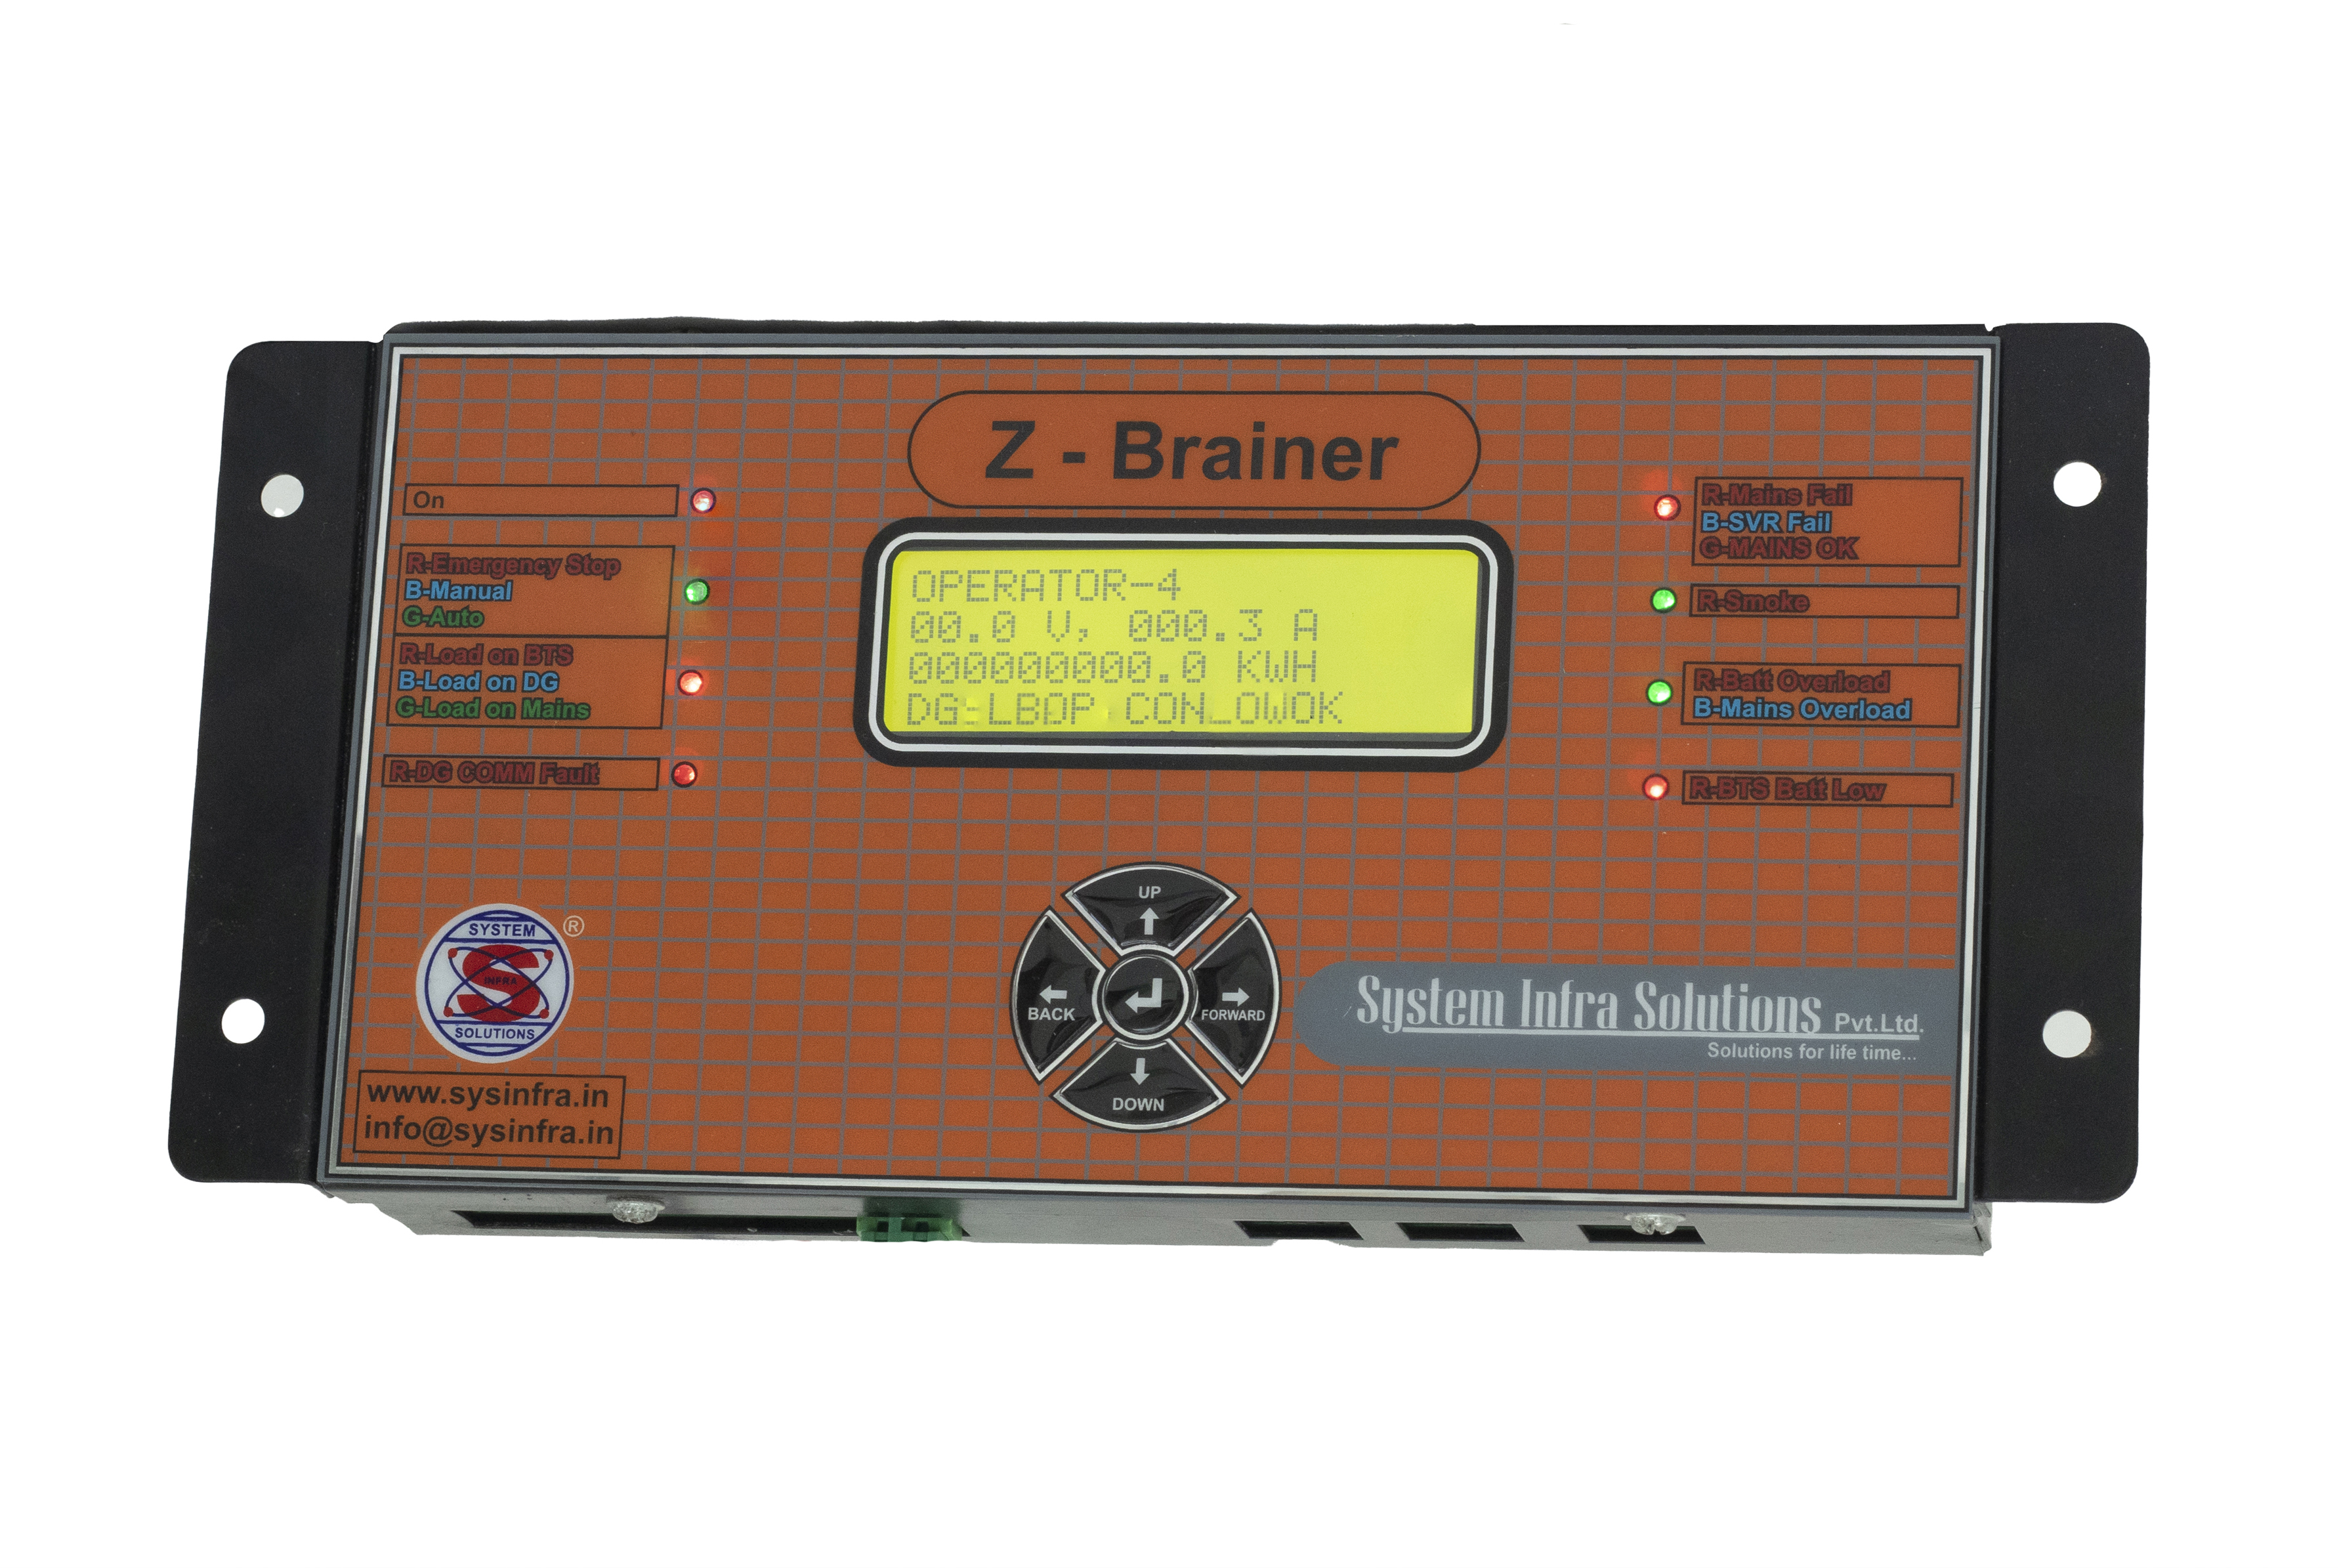 Z - Brainer
On
R-Emergency Stop
B-Manual
G-Auto
R-Load on BTS
B-Load on DG
G-Load on Mains
R-DG COMM Fault
OPERATOR-4
00.0 V, 000.3 A
000000000.0 KWH
R-Mains Fail
B-SVR Fail
G-MAINS OK
R-Smoke
R-Batt Overload
B-Mains Overload
R-BTS Batt Low
UP
BACK
FORWARD
DOWN
SYSTEM
INFRA
S
SOLUTIONS
®
www.sysinfra.in
info@sysinfra.in
System Infra Solutions Pvt.Ltd.
Solutions for life time...